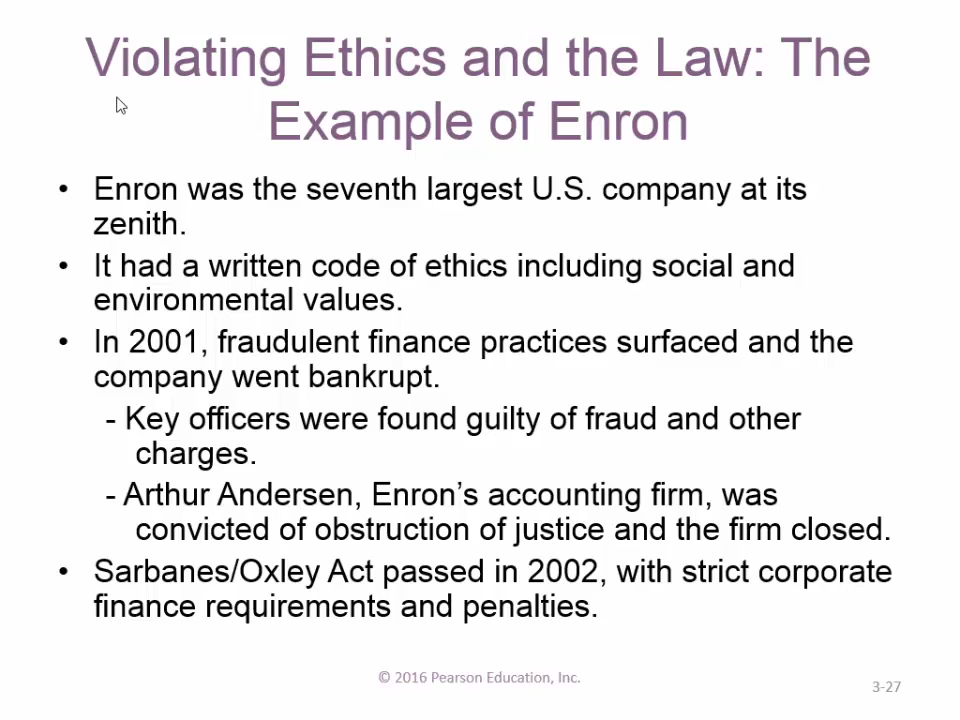 Violating Ethics and the Law: The
Example of Enron
• Enron was the seventh largest U.S. company at its
zenith.
• It had a written code of ethics including social and
environmental values.
• In 2001, fraudulent finance practices surfaced and the
company went bankrupt.
- Key officers were found guilty of fraud and other
charges.
- Arthur Andersen, Enron’s accounting firm, was
convicted of obstruction of justice and the firm closed.
• Sarbanes/Oxley Act passed in 2002, with strict corporate
finance requirements and penalties.
© 2016 Pearson Education, Inc.
3-27